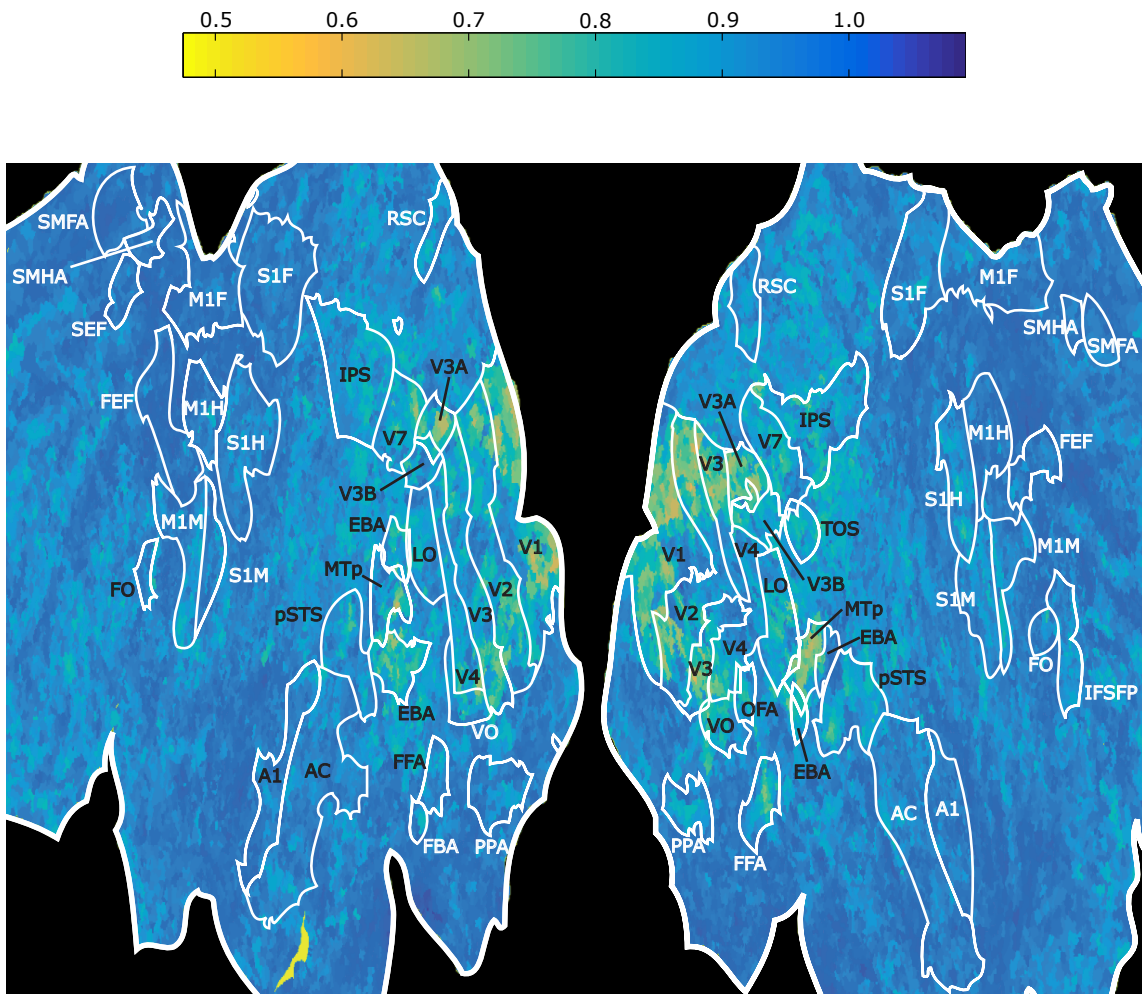 0.5 0.6 0.7 0.8 0.9 1.0
SMFA RSC
SMHA S1F
M1F
SEF
IPS V3A
FEF M1H
S1H V7
V3B
M1M EBA
LO V1
MTp
FO S1M V2
pSTS V3
V4
EBA
VO
A1 AC FFA
FBA PPA
RSC S1F M1F
SMHA
SMFA
V3A IPS
V3 V7 M1H FEF
S1H
TOS
V1 V4 M1M
V3B
LO S1M
V2 MTp
EBA
V4 FO
V3 pSTS
OFA IFSFP
VO
EBA
AC A1
PPA FFA